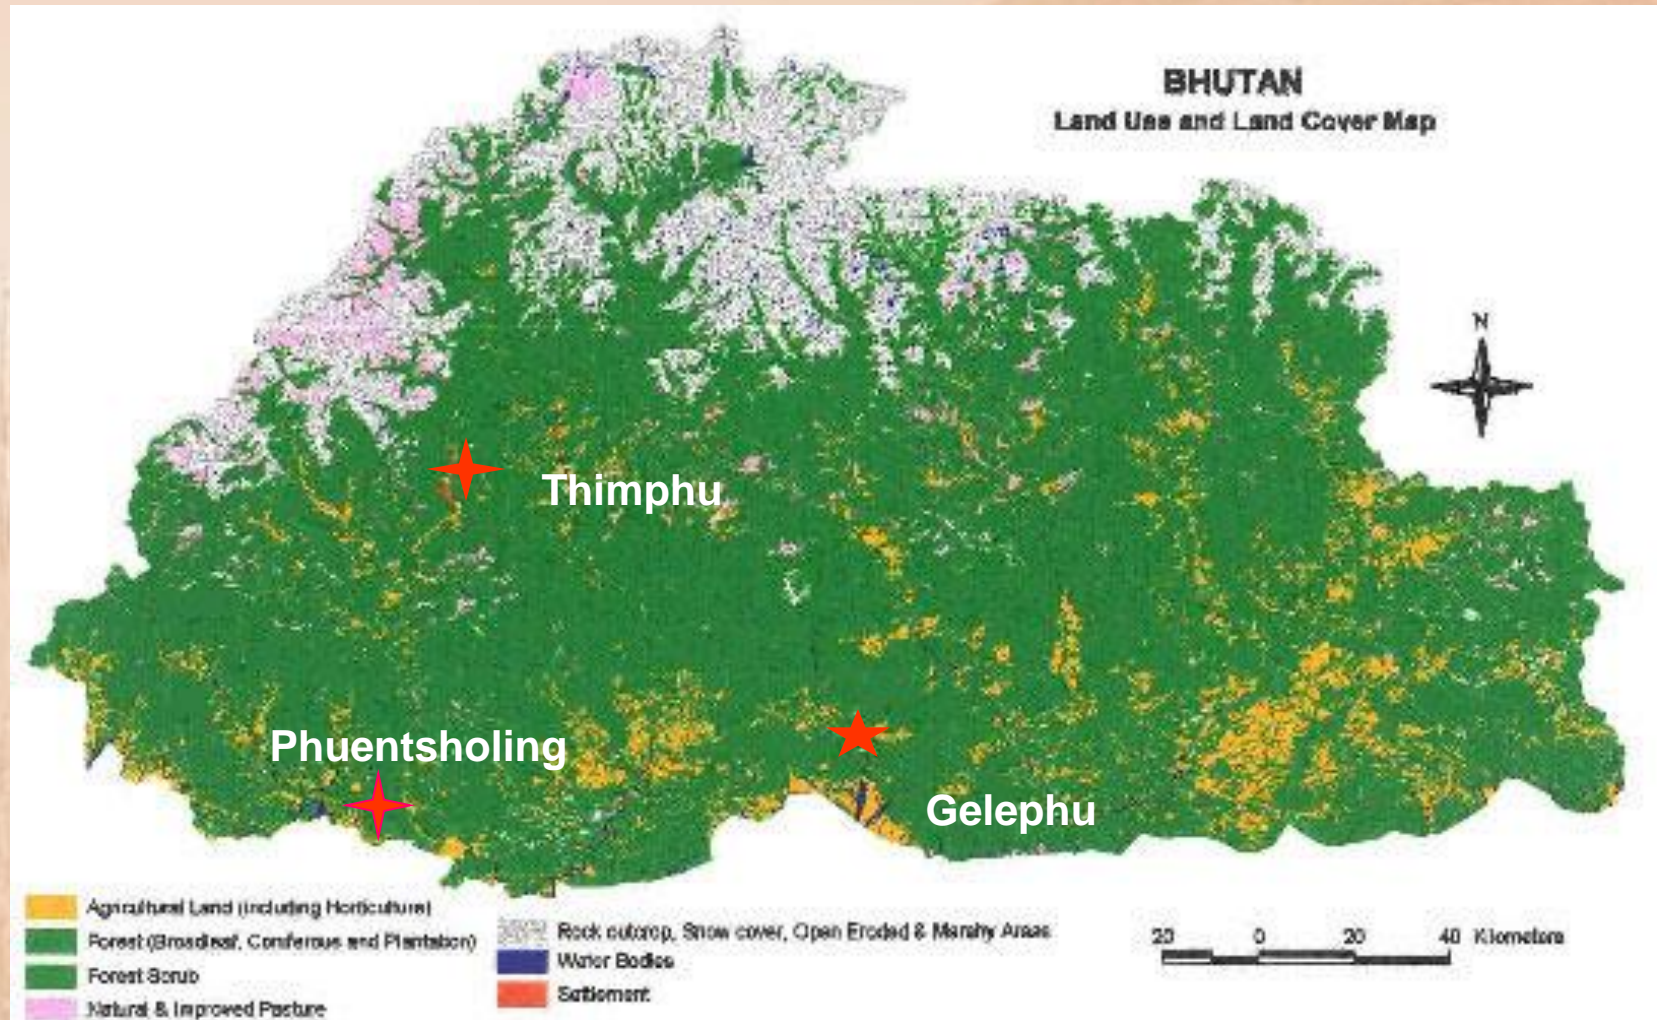 BHUTAN
Land Use and Land Cover Map
N
Thimphu
Phuentsholing
Gelephu
Agricultural Land (including Horticulture)
Forest (Broadleaf, Coniferous and Plantation)
Forest Scrub
Natural & Improved Pasture
Rock outcrop, Snow cover, Open Eroded & Marshy Areas
Water Bodies
Settlement
20 0 20 40 Kilometers